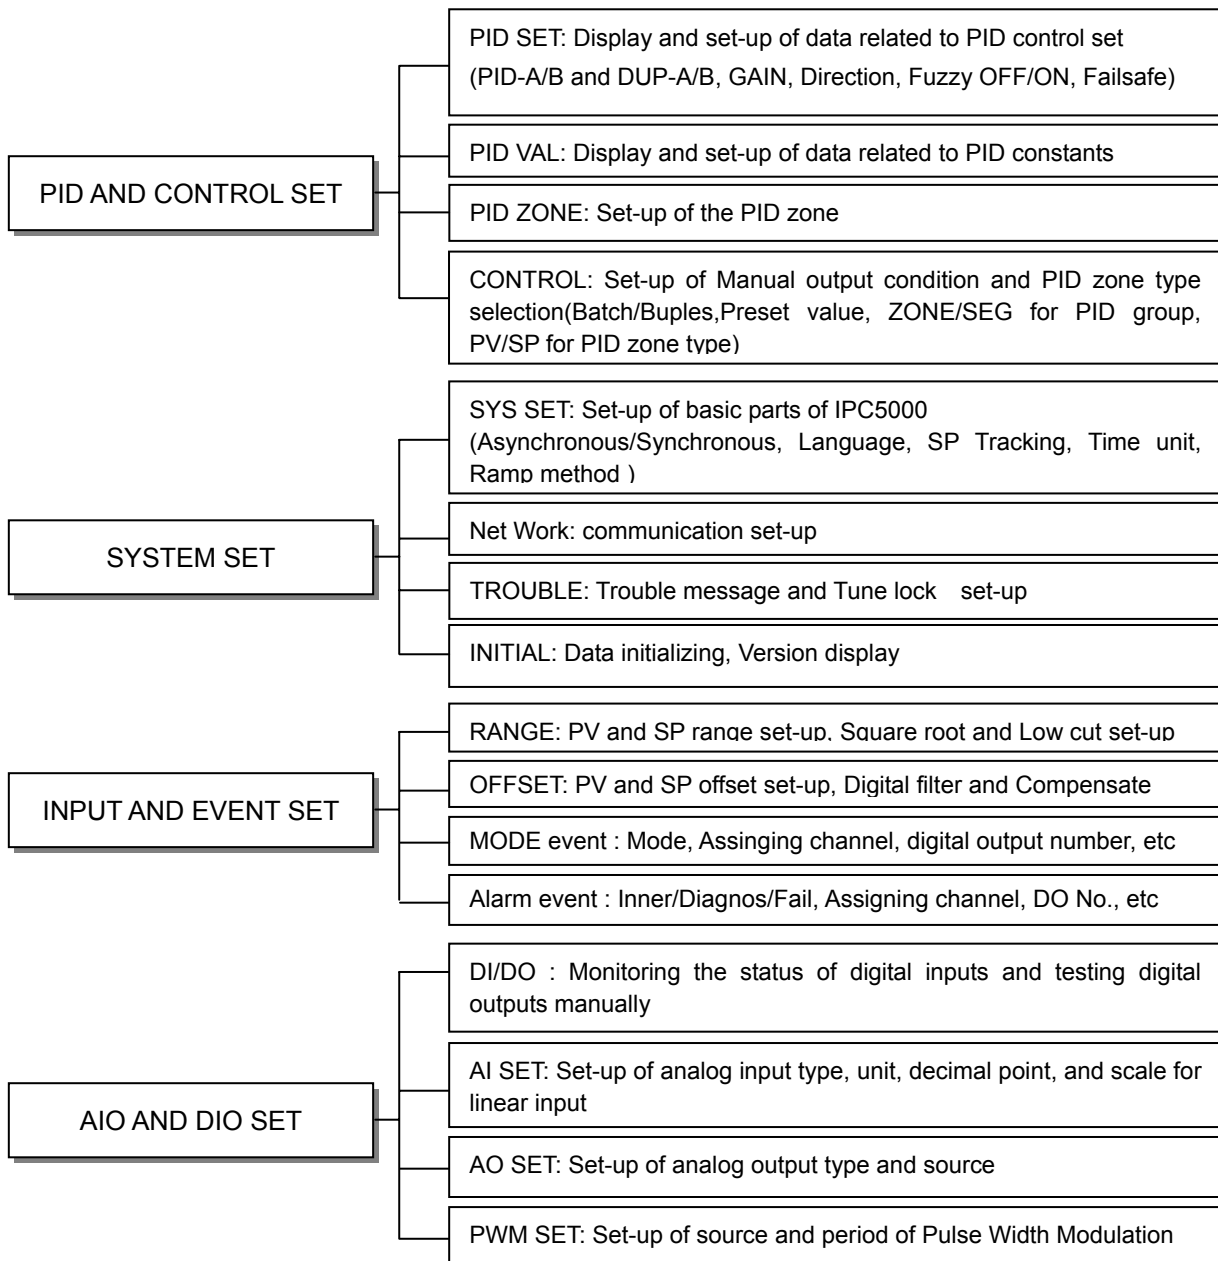 PID SET: Display and set-up of data related to PID control set
(PID-A/B and DUP-A/B, GAIN, Direction, Fuzzy OFF/ON, Failsafe)
PID VAL: Display and set-up of data related to PID constants
PID AND CONTROL SET
PID ZONE: Set-up of the PID zone
CONTROL: Set-up of Manual output condition and PID zone type
selection(Batch/Buples,Preset value, ZONE/SEG for PID group,
PV/SP for PID zone type)
SYS SET: Set-up of basic parts of IPC5000
(Asynchronous/Synchronous, Language, SP Tracking, Time unit,
Ramp method )
Net Work: communication set-up
SYSTEM SET
TROUBLE: Trouble message and Tune lock set-up
INITIAL: Data initializing, Version display
RANGE: PV and SP range set-up, Square root and Low cut set-up
OFFSET: PV and SP offset set-up, Digital filter and Compensate
INPUT AND EVENT SET
MODE event : Mode, Assinging channel, digital output number, etc
Alarm event : Inner/Diagnos/Fail, Assigning channel, DO No., etc
DI/DO : Monitoring the status of digital inputs and testing digital
outputs manually
AI SET: Set-up of analog input type, unit, decimal point, and scale for
linear input
AIO AND DIO SET
AO SET: Set-up of analog output type and source
PWM SET: Set-up of source and period of Pulse Width Modulation